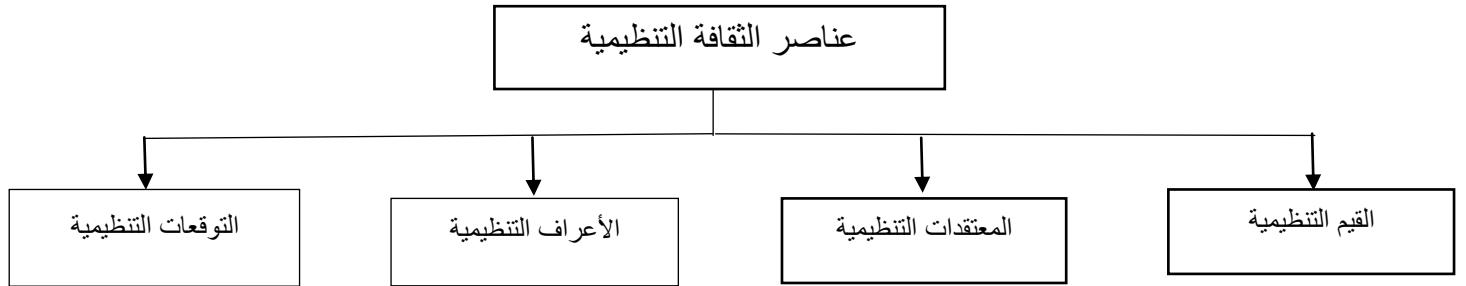 عناصر الثقافة التنظيمية
القيم التنظيمية
المعتقدات التنظيمية
الأعراف التنظيمية
التوقعات التنظيمية